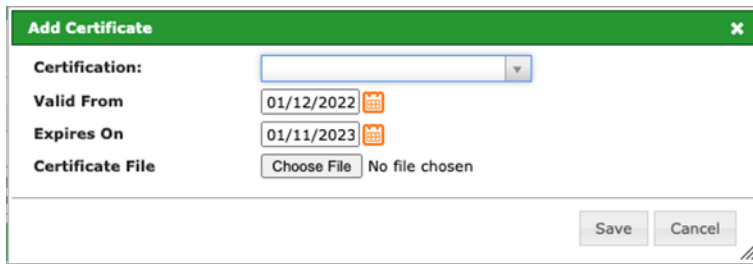 Add Certificate
Certification:
Valid From 01/12/2022
Expires On 01/11/2023
Certificate File Choose File No file chosen
Save Cancel